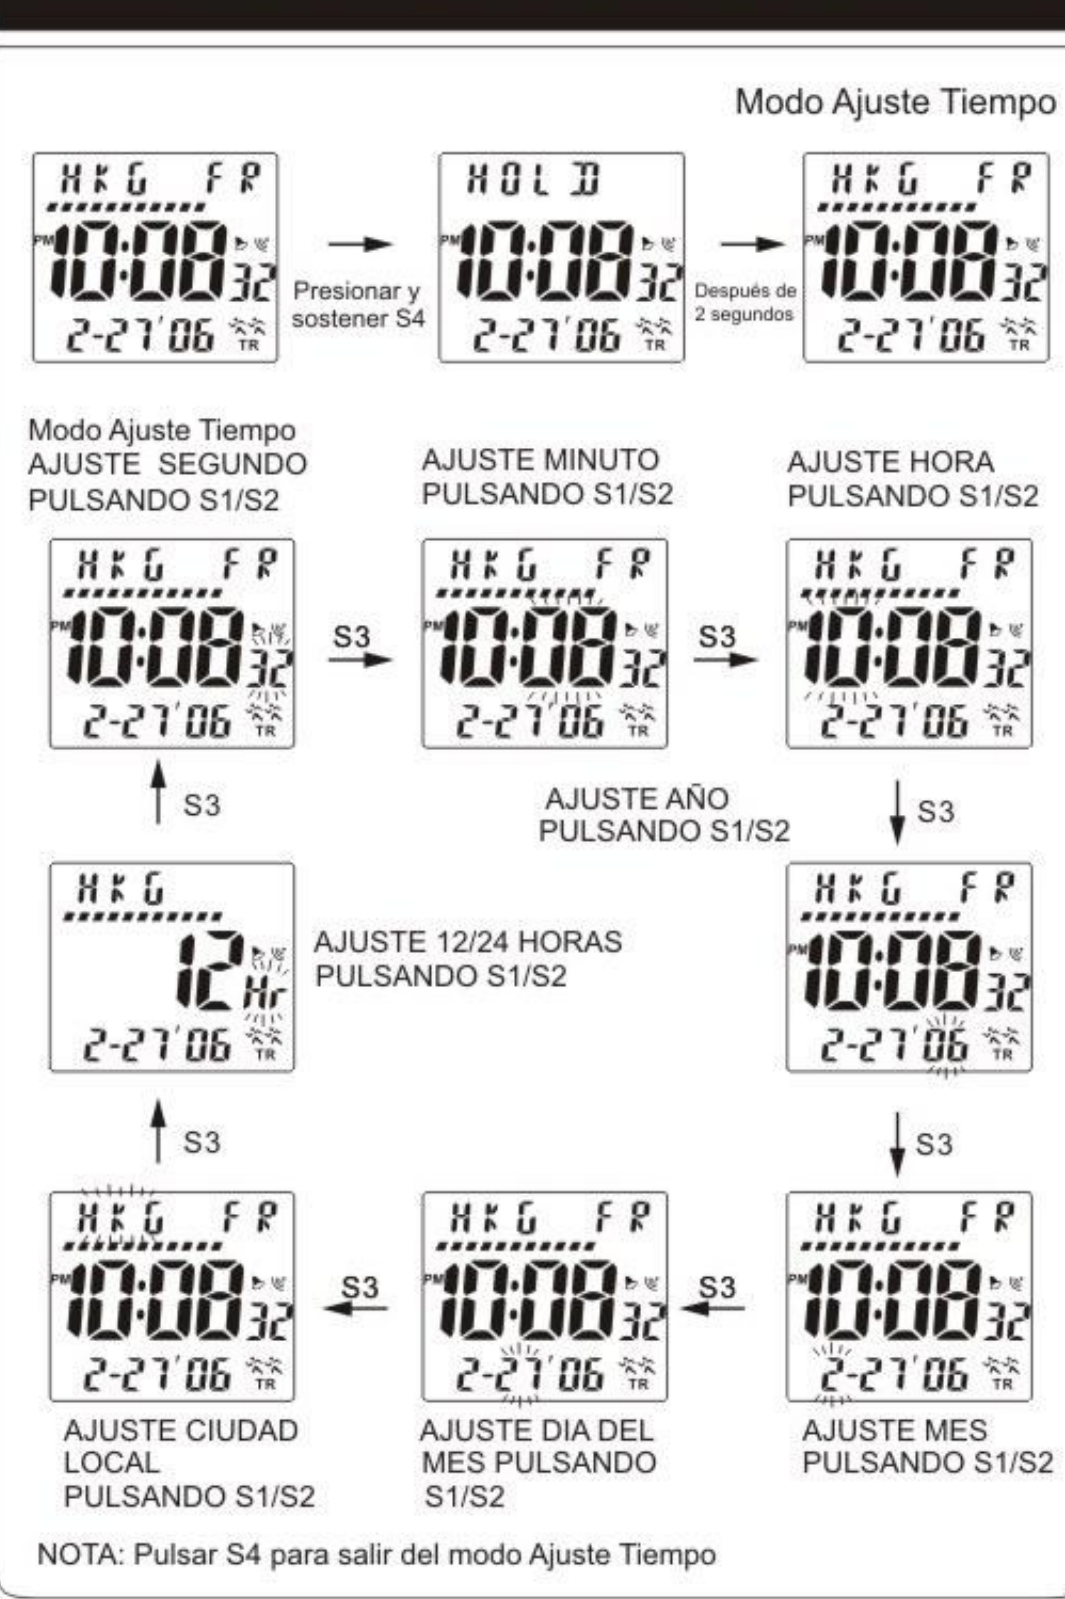 Modo Ajuste Tiempo
HKG FR
PM 10:08 32
2-27'06 TR
Presionar y
sostener S4
HOLD
PM 10:08 32
2-27'06 TR
Después de
2 segundos
HKG FR
PM 10:08 32
2-27'06 TR
Modo Ajuste Tiempo
AJUSTE SEGUNDO
PULSANDO S1/S2
HKG FR
PM 10:08 32
2-27'06 TR
S3
AJUSTE MINUTO
PULSANDO S1/S2
HKG FR
PM 10:08 32
2-27'06 TR
S3
AJUSTE HORA
PULSANDO S1/S2
HKG FR
PM 10:08 32
2-27'06 TR
S3
AJUSTE AÑO
PULSANDO S1/S2
HKG FR
PM 10:08 32
2-27'06 TR
S3
HKG FR
PM 10:08 32
2-27'06 TR
AJUSTE MES
PULSANDO S1/S2
S3
HKG FR
PM 10:08 32
2-27'06 TR
AJUSTE DIA DEL
MES PULSANDO
S1/S2
S3
HKG FR
PM 10:08 32
2-27'06 TR
AJUSTE CIUDAD
LOCAL
PULSANDO S1/S2
S3
HKG
12 Hr
2-27'06 TR
AJUSTE 12/24 HORAS
PULSANDO S1/S2
S3
NOTA: Pulsar S4 para salir del modo Ajuste Tiempo